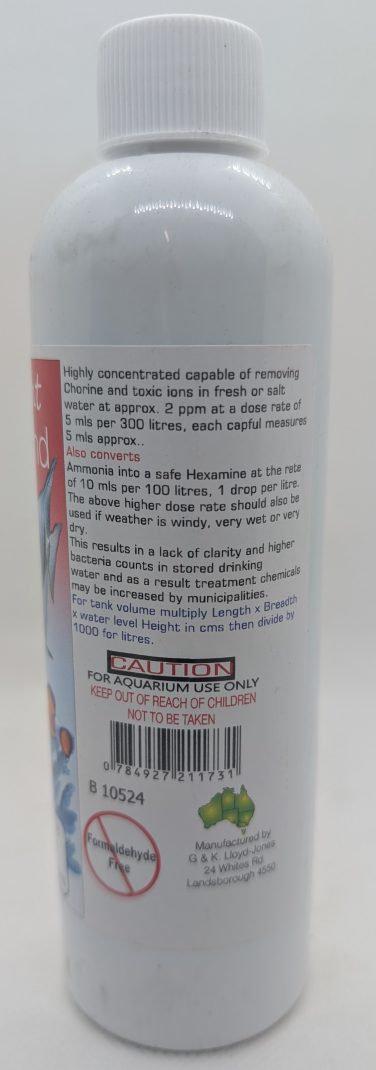 st
nd
Highly concentrated capable of removing
Chorine and toxic ions in fresh or salt
water at approx. 2 ppm at a dose rate of
5 mls per 300 litres, each capful measures
5 mls approx..
Also converts
Ammonia into a safe Hexamine at the rate
of 10 mls per 100 litres, 1 drop per litre.
The above higher dose rate should also be
used if weather is windy, very wet or very
dry.
This results in a lack of clarity and higher
bacteria counts in stored drinking
water and as a result treatment chemicals
may be increased by municipalities.
For tank volume multiply Length x Breadth
x water level Height in cms then divide by
1000 for litres.
CAUTION
FOR AQUARIUM USE ONLY
KEEP OUT OF REACH OF CHILDREN
NOT TO BE TAKEN
0 784927 211731
B 10524
Formaldehyde
Free
Manufactured by
G & K. Lloyd-Jones
24 Whites Rd.
Landsborough 4550